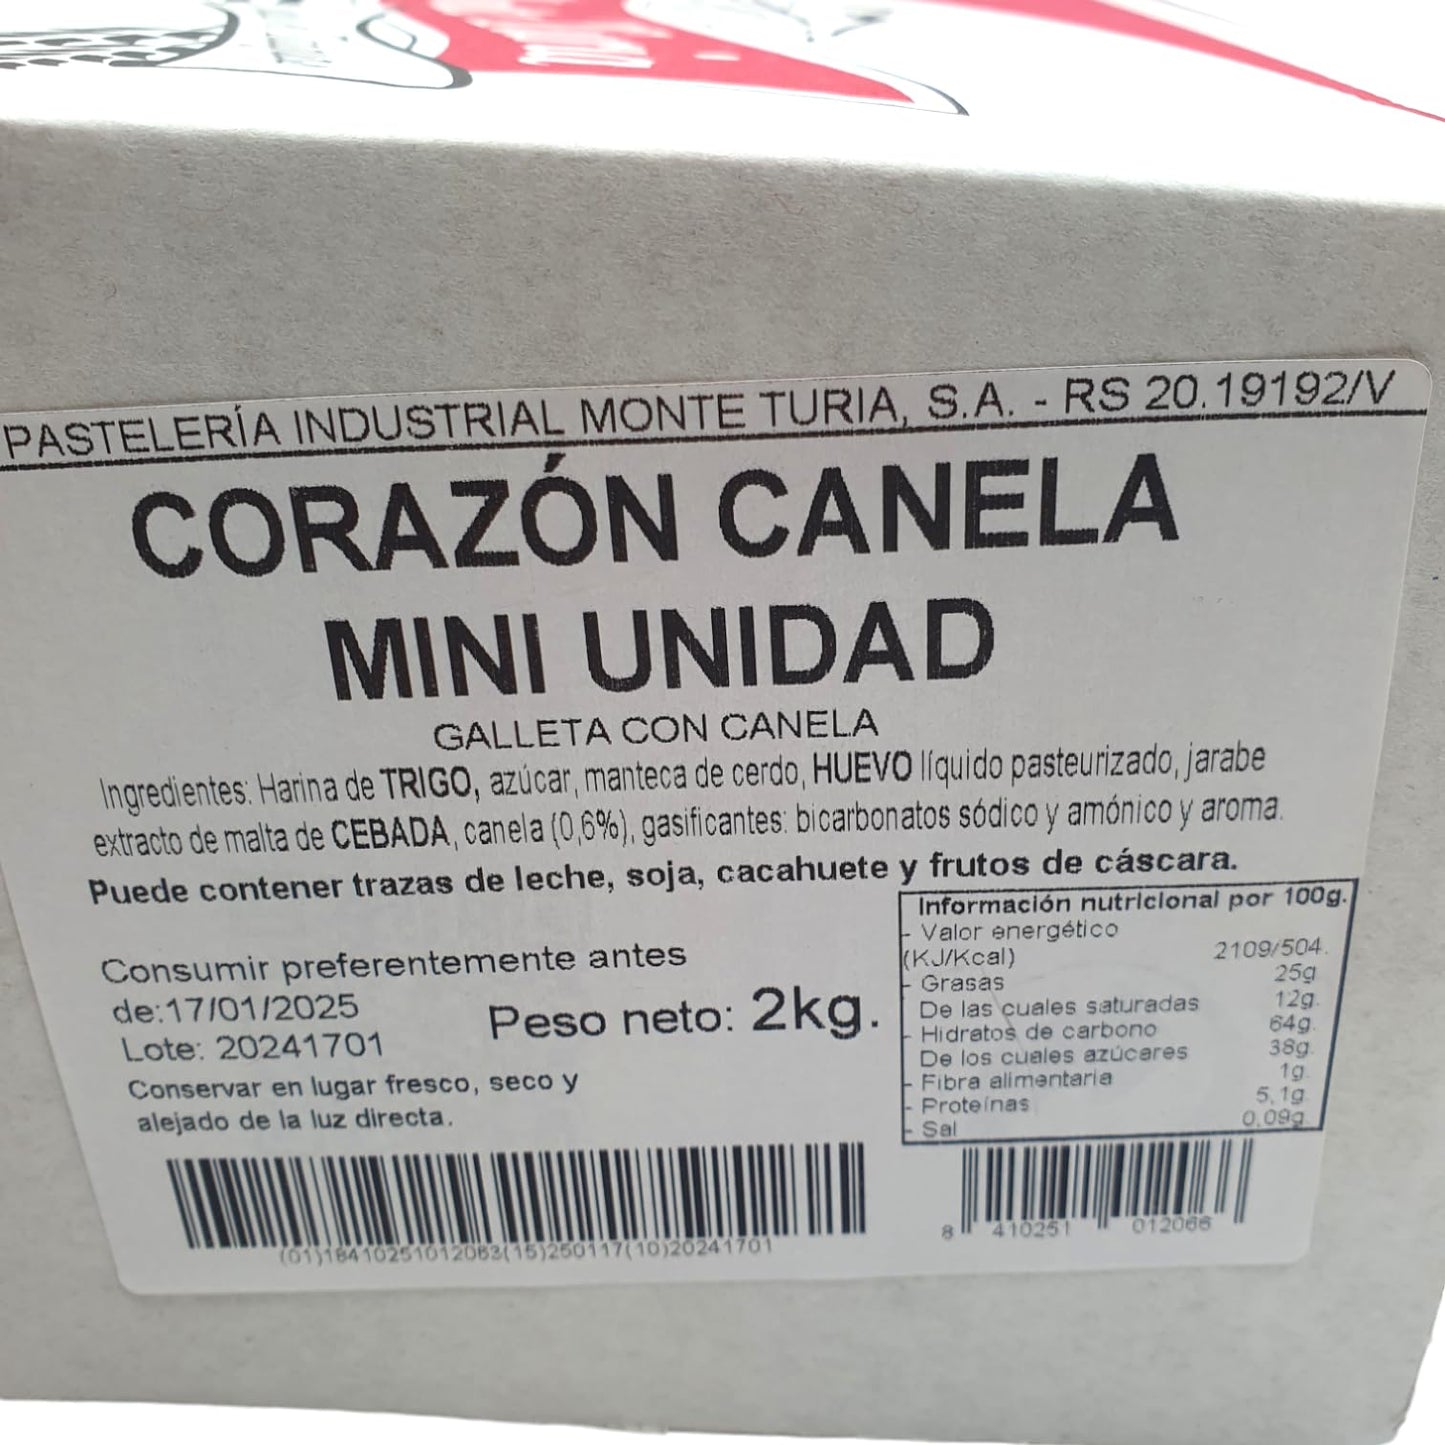 PASTELERÍA INDUSTRIAL MONTE TURIA, S.A. - RS 20.19192/V
CORAZÓN CANELA
MINI UNIDAD
GALLETA CON CANELA
Ingredientes: Harina de TRIGO, azúcar, manteca de cerdo, HUEVO líquido pasteurizado, jarabe
extracto de malta de CEBADA, canela (0,6%), gasificantes: bicarbonatos sódico y amónico y aroma.
Puede contener trazas de leche, soja, cacahuete y frutos de cáscara.
Consumir preferentemente antes
de:17/01/2025
Lote: 20241701
Peso neto: 2kg.
Conservar en lugar fresco, seco y
alejado de la luz directa.
Información nutricional por 100g.
- Valor energético
(KJ/Kcal) 2109/504.
- Grasas 25g
De las cuales saturadas 12g.
- Hidratos de carbono 64g.
De los cuales azúcares 38g.
- Fibra alimentaria 1g.
- Proteínas 5,1g
- Sal 0,09g
(01)18410251012063(15)250117(10)20241701
8 410251 012066